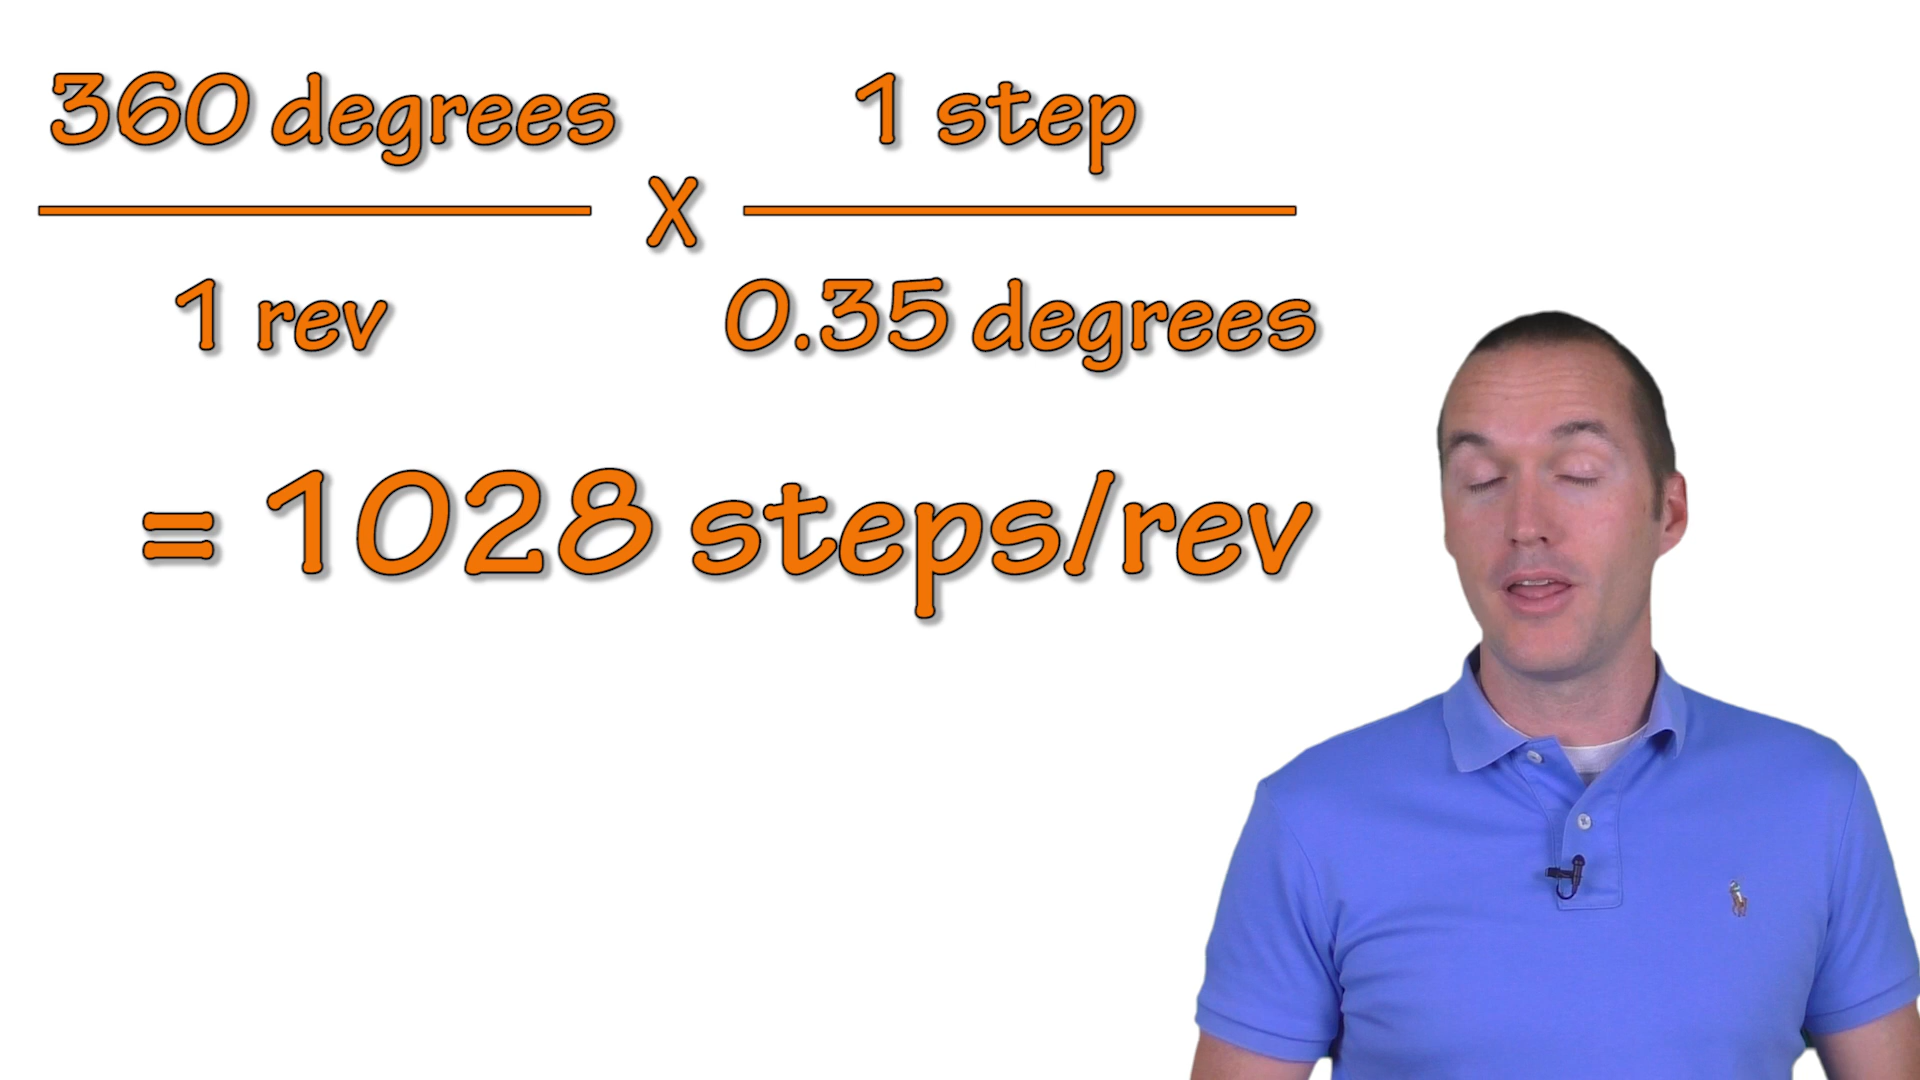 360 degrees
1 rev
x
1 step
0.35 degrees
= 1028 steps/rev